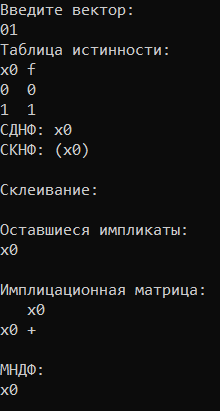 Введите вектор:
01
Таблица истинности:
x0 f
0  0
1  1
СДНФ: x0
СКНФ: (x0)
Склеивание:
Оставшиеся импликаты:
x0
Импликационная матрица:
   x0
x0 +
МНДФ:
x0